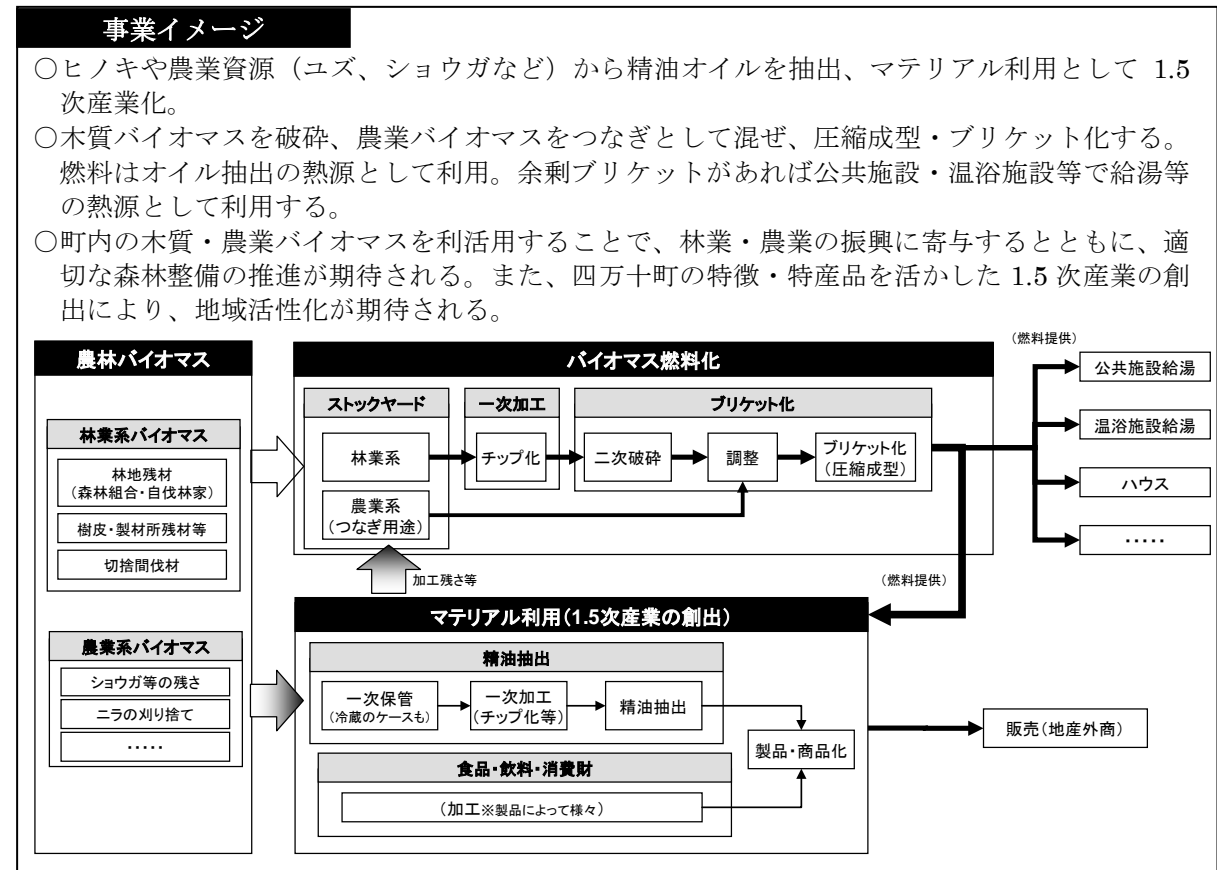 事業イメージ
○ヒノキや農業資源（ユズ、ショウガなど）から精油オイルを抽出、マテリアル利用として 1.5
次産業化。
○木質バイオマスを破砕、農業バイオマスをつなぎとして混ぜ、圧縮成型・ブリケット化する。
燃料はオイル抽出の熱源として利用。余剰ブリケットがあれば公共施設・温浴施設等で給湯等
の熱源として利用する。
○町内の木質・農業バイオマスを利活用することで、林業・農業の振興に寄与するとともに、適
切な森林整備の推進が期待される。また、四万十町の特徴・特産品を活かした 1.5 次産業の創
出により、地域活性化が期待される。
農林バイオマス
林業系バイオマス
林地残材
（森林組合・自伐林家）
樹皮・製材所残材等
切捨間伐材
農業系バイオマス
ショウガ等の残さ
ニラの刈り捨て
‥‥‥
バイオマス燃料化
ストックヤード
林業系
農業系
（つなぎ用途）
一次加工
チップ化
ブリケット化
二次破砕
調整
ブリケット化
（圧縮成型）
（燃料提供）
公共施設給湯
温浴施設給湯
ハウス
‥‥‥
加工残さ等
（燃料提供）
マテリアル利用（1.5次産業の創出）
精油抽出
一次保管
（冷蔵のケースも）
一次加工
（チップ化等）
精油抽出
食品・飲料・消費財
（加工※製品によって様々）
製品・商品化
販売（地産外商）